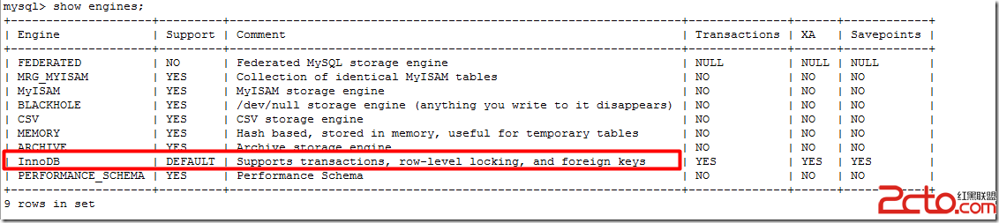 mysql> show engines;
| Engine | Support | Comment | Transactions | XA | Savepoints |
| FEDERATED | NO | Federated MySQL storage engine | NULL | NULL | NULL |
| MRG_MYISAM | YES | Collection of identical MyISAM tables | NO | NO | NO |
| MyISAM | YES | MyISAM storage engine | NO | NO | NO |
| BLACKHOLE | YES | /dev/null storage engine (anything you write to it disappears) | NO | NO | NO |
| CSV | YES | CSV storage engine | NO | NO | NO |
| MEMORY | YES | Hash based, stored in memory, useful for temporary tables | NO | NO | NO |
| ARCHIVE | YES | Archive storage engine | NO | NO | NO |
| InnoDB | DEFAULT | Supports transactions, row-level locking, and foreign keys | YES | YES | YES |
| PERFORMANCE_SCHEMA | YES | Performance Schema | NO | NO | NO |
9 rows in set
2cto.com
红黑联盟